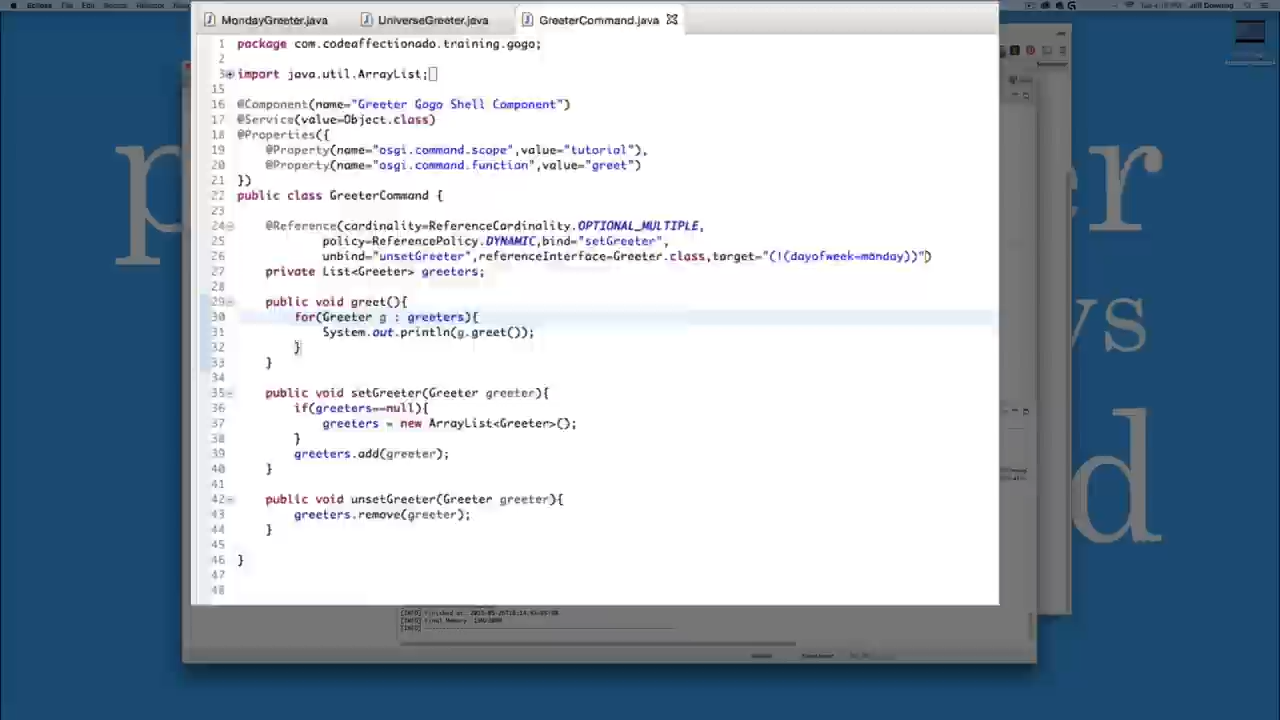 Eclipse File Edit Source Refactor
MondayGreeter.java UniverseGreeter.java GreeterCommand.java
1 package com.codeaffectionado.training.gogo;
2
3 import java.util.ArrayList;
15
16 @Component(name="Greeter Gogo Shell Component")
17 @Service(value=Object.class)
18 @Properties({
19 @Property(name="osgi.command.scope",value="tutorial"),
20 @Property(name="osgi.command.function",value="greet")
21 })
22 public class GreeterCommand {
23
24 @Reference(cardinality=ReferenceCardinality.OPTIONAL_MULTIPLE,
25 policy=ReferencePolicy.DYNAMIC,bind="setGreeter",
26 unbind="unsetGreeter",referenceInterface=Greeter.class,target="(!(dayofweek=monday))")
27 private List<Greeter> greeters;
28
29 public void greet(){
30 for(Greeter g : greeters){
31 System.out.println(g.greet());
32 }
33 }
34
35 public void setGreeter(Greeter greeter){
36 if(greeters==null){
37 greeters = new ArrayList<Greeter>();
38 }
39 greeters.add(greeter);
40 }
41
42 public void unsetGreeter(Greeter greeter){
43 greeters.remove(greeter);
44 }
45
46 }
47
48
p er
ys
d